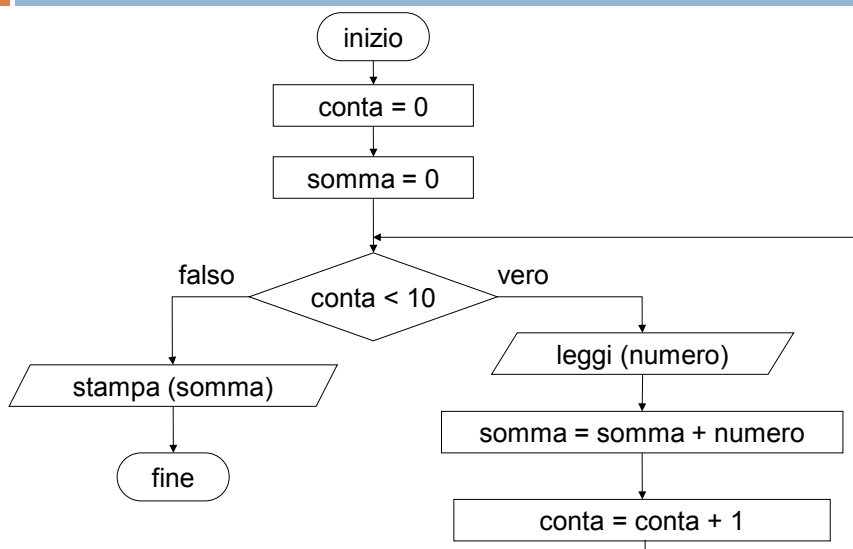 inizio
conta = 0
somma = 0
falso
vero
conta < 10
leggi (numero)
stampa (somma)
somma = somma + numero
fine
conta = conta + 1